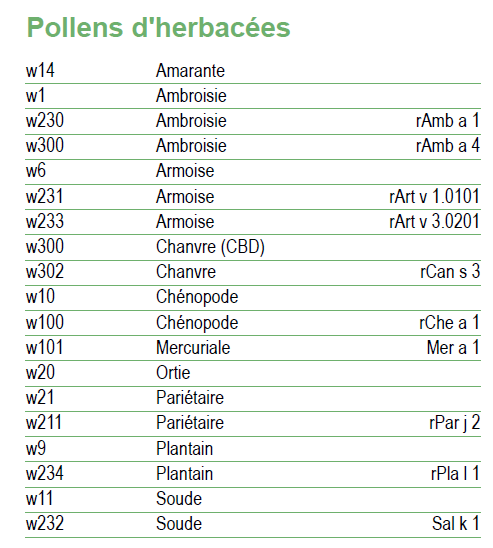 Pollens d'herbacées
w14 Amarante
w1 Ambroisie
w230 Ambroisie rAmb a 1
w300 Ambroisie rAmb a 4
w6 Armoise
w231 Armoise rArt v 1.0101
w233 Armoise rArt v 3.0201
w300 Chanvre (CBD)
w302 Chanvre rCan s 3
w10 Chénopode
w100 Chénopode rChe a 1
w101 Mercuriale Mer a 1
w20 Ortie
w21 Pariétaire
w211 Pariétaire rPar j 2
w9 Plantain
w234 Plantain rPla l 1
w11 Soude
w232 Soude Sal k 1